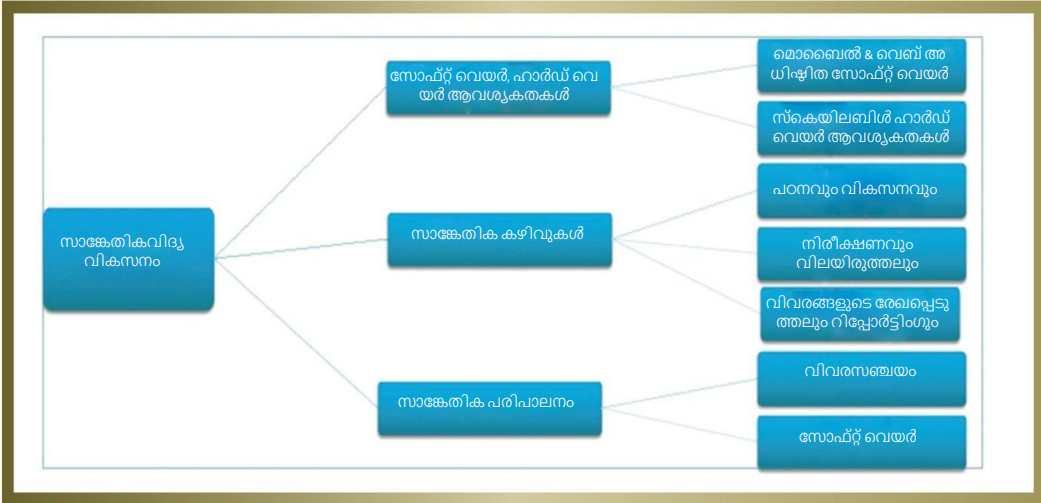 സാങ്കേതികവിദ്യ
വികസനം
സോഫ്റ്റ് വെയർ, ഹാർഡ് വെ
യർ ആവശ്യകതകൾ
മൊബൈൽ & വെബ് അ
ധിഷ്ഠിത സോഫ്റ്റ് വെയർ
സ്കെയിലബിൾ ഹാർഡ്
വെയർ ആവശ്യകതകൾ
സാങ്കേതിക കഴിവുകൾ
പഠനവും വികസനവും
നിരീക്ഷണവും
വിലയിരുത്തലും
വിവരങ്ങളുടെ രേഖപ്പെടു
ത്തലും റിപ്പോർട്ടിംഗും
സാങ്കേതിക പരിപാലനം
വിവരസഞ്ചയം
സോഫ്റ്റ് വെയർ